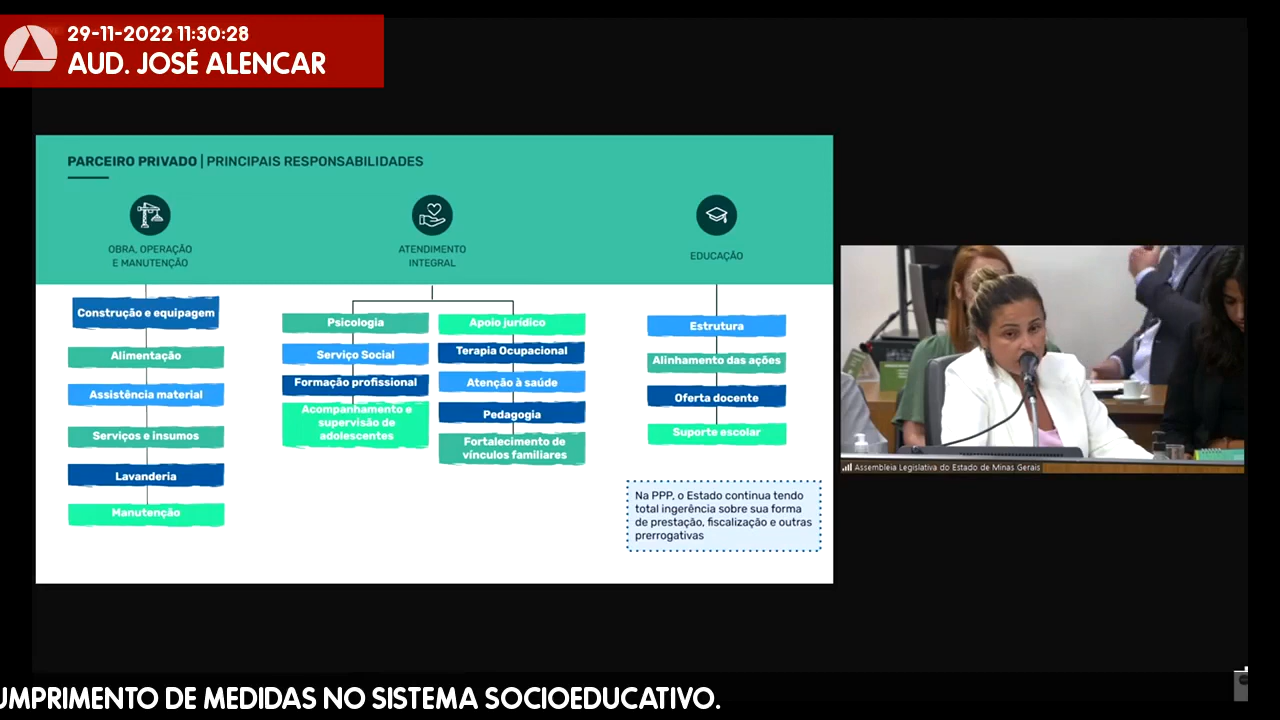 29-11-2022 11:30:28
AUD. JOSÉ ALENCAR
PARCEIRO PRIVADO | PRINCIPAIS RESPONSABILIDADES
OBRA, OPERAÇÃO
E MANUTENÇÃO
Construção e equipagem
Alimentação
Assistência material
Serviços e insumos
Lavanderia
Manutenção
ATENDIMENTO
INTEGRAL
Psicologia
Serviço Social
Formação profissional
Acompanhamento e
supervisão de
adolescentes
Apoio jurídico
Terapia Ocupacional
Atenção à saúde
Pedagogia
Fortalecimento de
vínculos familiares
EDUCAÇÃO
Estrutura
Alinhamento das ações
Oferta docente
Suporte escolar
Na PPP, o Estado continua tendo
total ingerência sobre sua forma
de prestação, fiscalização e outras
prerrogativas
Assembleia Legislativa do Estado de Minas Gerais
UMPRIMENTO DE MEDIDAS NO SISTEMA SOCIOEDUCATIVO.